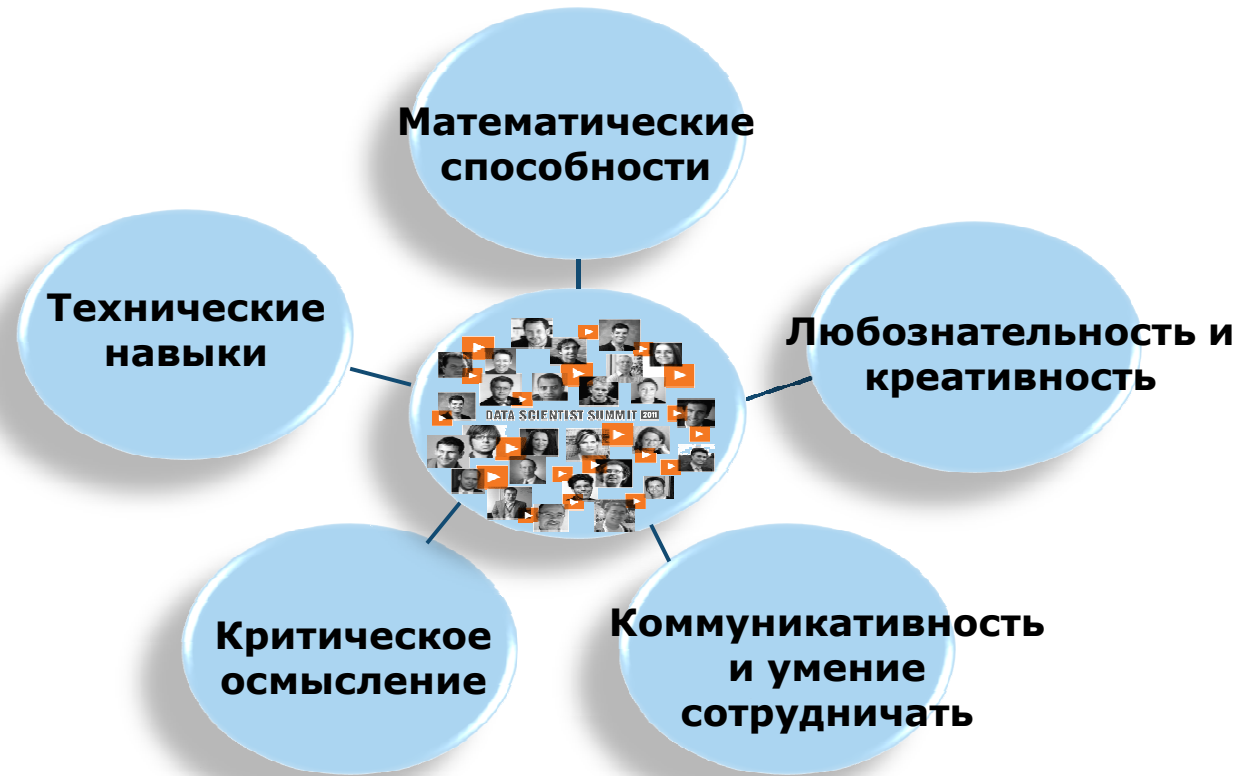 Математические
способности
Технические
навыки
Любознательность и
креативность
DATA SCIENTIST SUMMIT 2011
Критическое
осмысление
Коммуникативность
и умение
сотрудничать